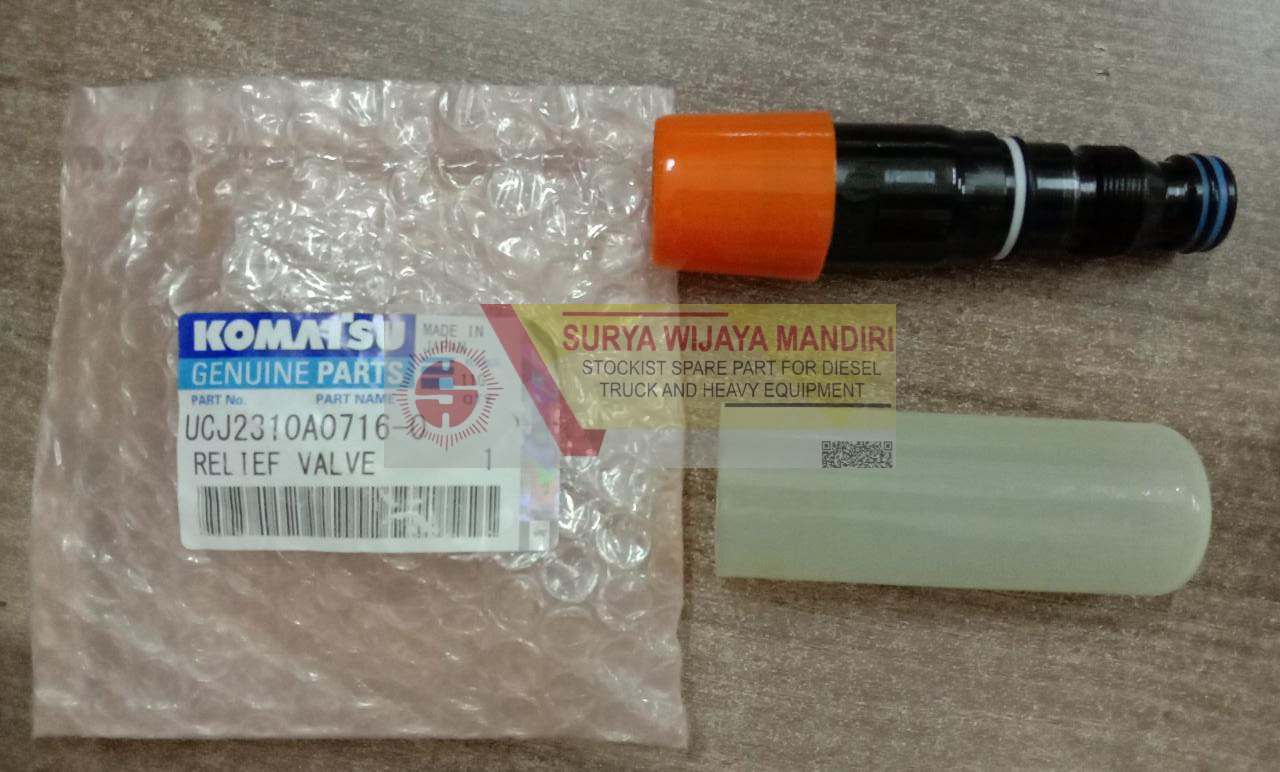 KOMATSU
MADE IN
JAPAN
GENUINE PARTS
PART No.
PART NAME
UCJ2310A0716-0
RELIEF VALVE
1
SURYA WIJAYA MANDIRI
STOCKIST SPARE PART FOR DIESEL
TRUCK AND HEAVY EQUIPMENT